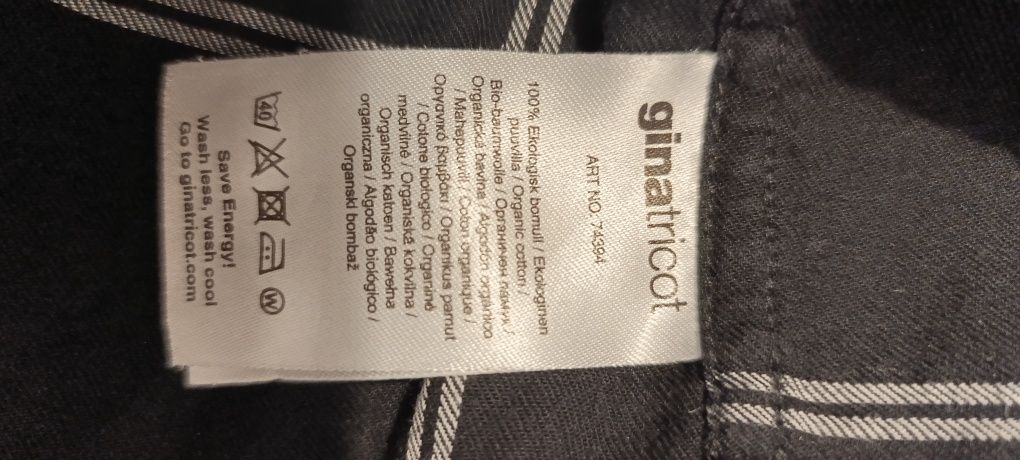 ginatricot
ART NO: 74394
100% Ekologisk bomull / Ekologinen
puuvilla / Organic cotton /
Bio-baumwolle / Органичен памук /
Organická bavlna / Algodón orgánico
/ Mahepuuvill / Coton organique /
Οργανικό βαμβάκι / Organikus pamut
/ Cotone biologico / Organinė
medvilnė / Organiskā kokvilna /
Organisch katoen / Bawełna
organiczna / Algodão biológico /
Organski bombaž
40
W
Save Energy!
Wash less, wash cool
Go to ginatricot.com